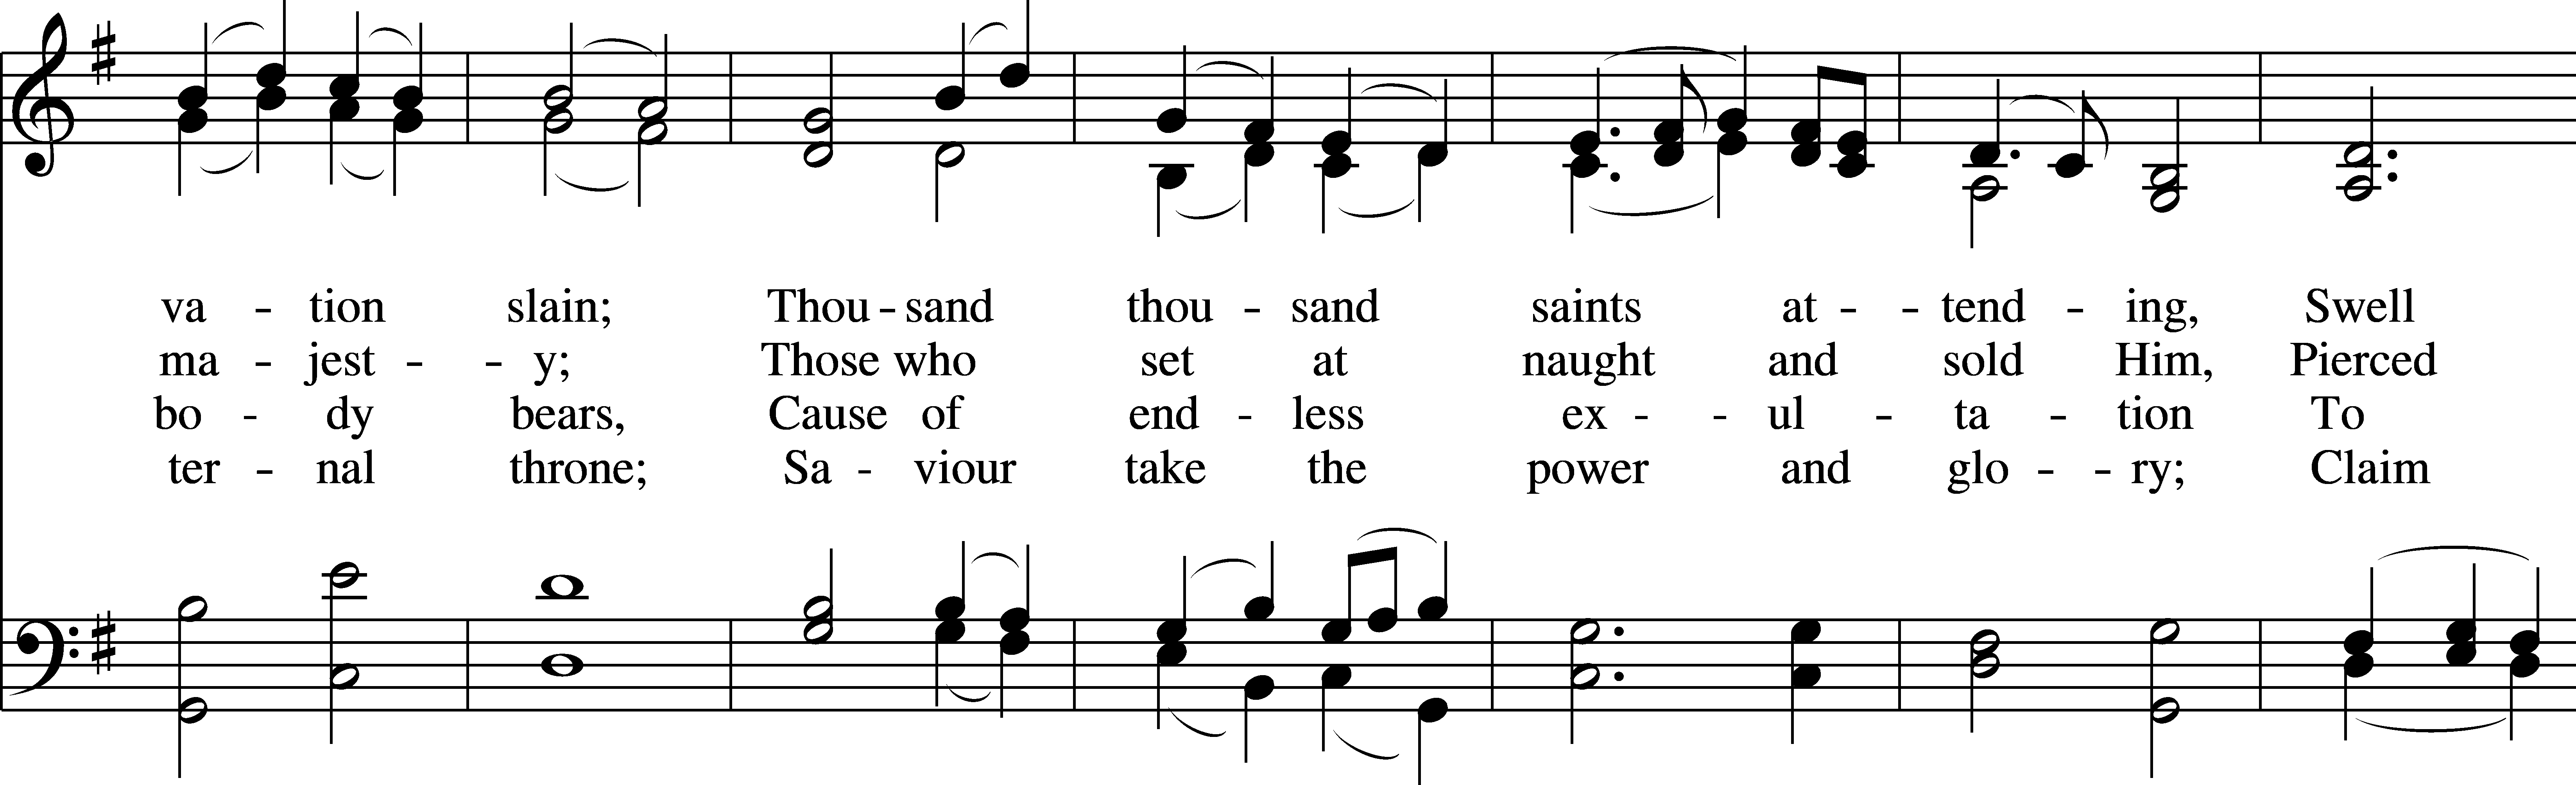 va - tion slain; Thou - sand thou - sand saints at - - tend - ing, Swell
ma - jest - - y; Those who set at naught and sold Him, Pierced
bo - dy bears, Cause of end - less ex - - ul - ta - tion To
ter - nal throne; Sa - viour take the power and glo - - ry; Claim